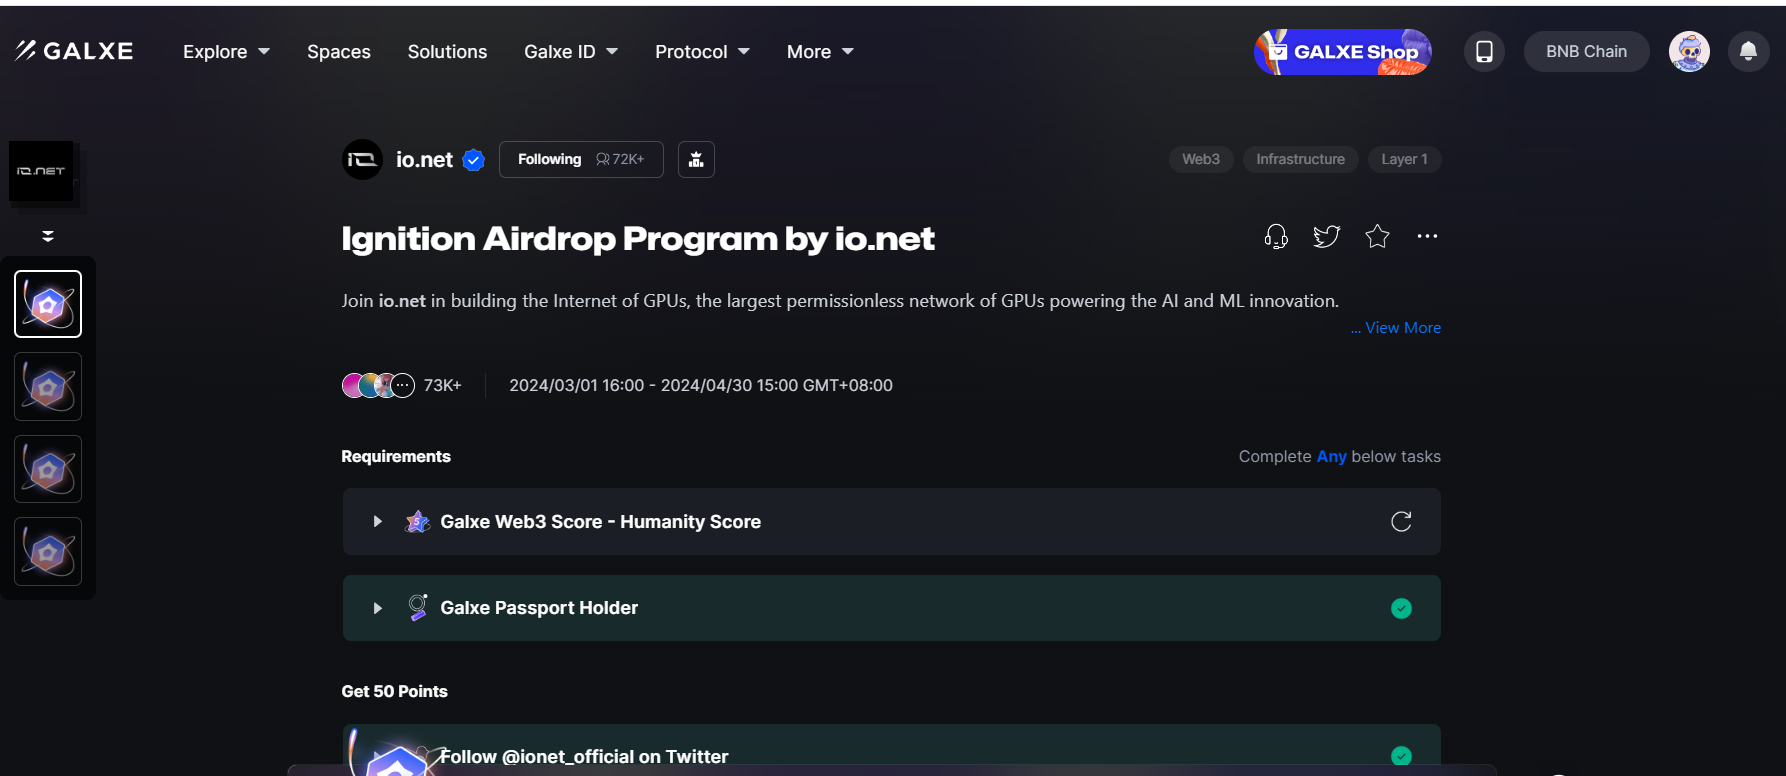 GALXE
Explore
Spaces
Solutions
Galxe ID
Protocol
More
GALXE Shop
BNB Chain
IO.NET
io.net
Following 72K+
Web3
Infrastructure
Layer 1
Ignition Airdrop Program by io.net
Join io.net in building the Internet of GPUs, the largest permissionless network of GPUs powering the AI and ML innovation.
... View More
73K+
2024/03/01 16:00 - 2024/04/30 15:00 GMT+08:00
Requirements
Complete Any below tasks
Galxe Web3 Score - Humanity Score
Galxe Passport Holder
Get 50 Points
Follow @ionet_official on Twitter